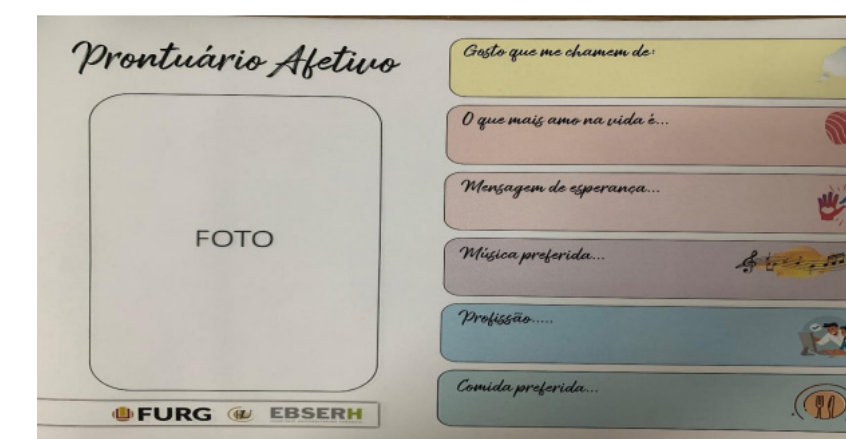 Prontuário Afetivo
FOTO
FURG HU EBSERH
Gosto que me chamem de:
O que mais amo na vida é...
Mensagem de esperança...
Música preferida...
Profissão.....
Comida preferida...